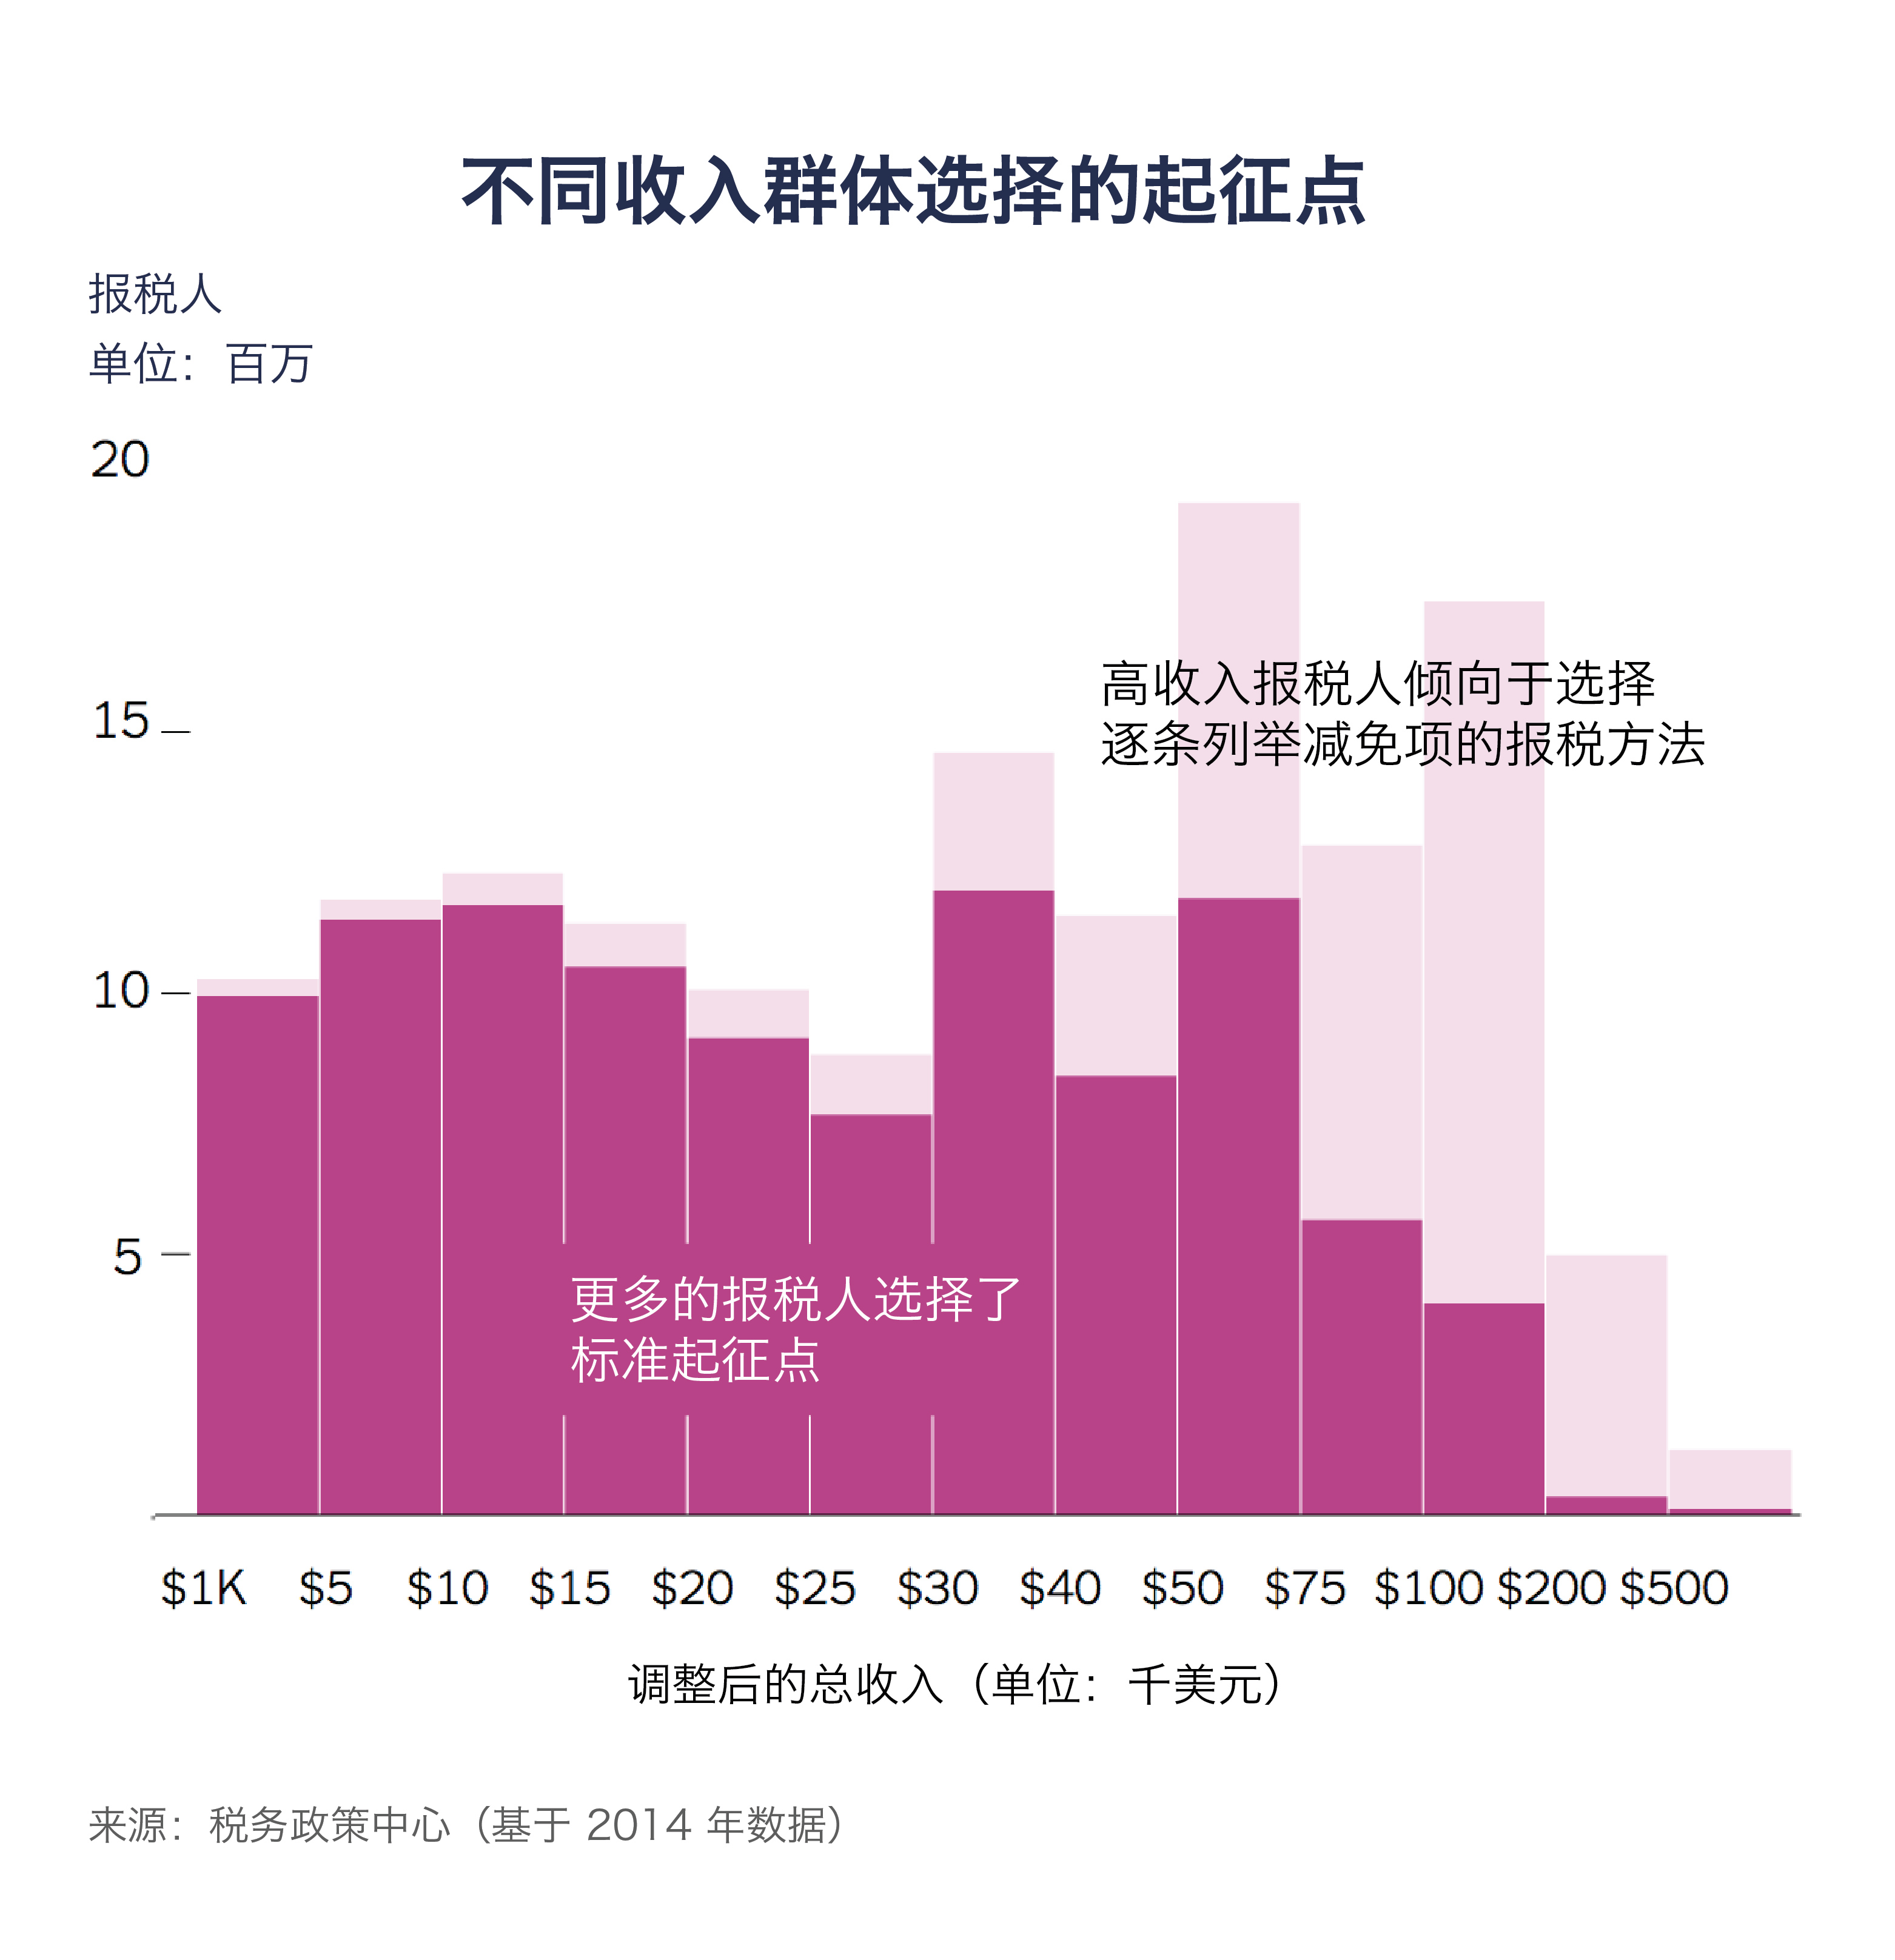 不同收入群体选择的起征点
报税人
单位：百万
20
15
10
5
高收入报税人倾向于选择
逐条列举减免项的报税方法
更多的报税人选择了
标准起征点
$1K $5 $10 $15 $20 $25 $30 $40 $50 $75 $100 $200 $500
调整后的总收入（单位：千美元）
来源：税务政策中心（基于 2014 年数据）